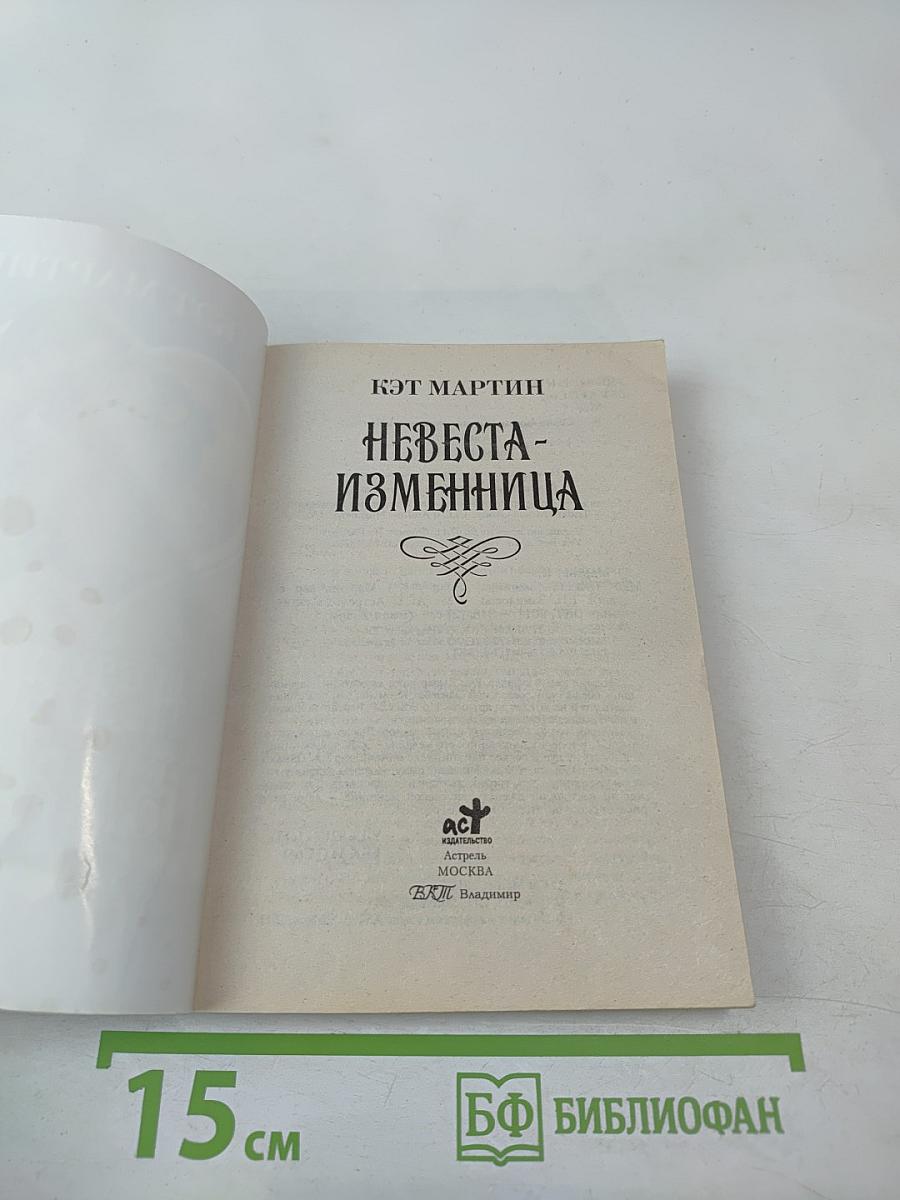 КЭТ МАРТИН
НЕВЕСТА-
ИЗМЕННИЦА
аст
ИЗДАТЕЛЬСТВО
Астрель
МОСКВА
ВКТ Владимир
15 см
БФ БИБЛИОФАН